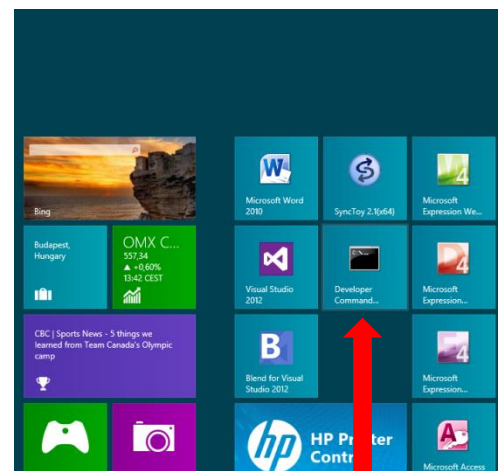 Bing
Budapest,
Hungary
OMX C...
557,34
▲ +0,60%
13:42 CEST
CBC | Sports News - 5 things we
learned from Team Canada's Olympic
camp
Microsoft Word
2010
SyncToy 2.1(x64)
Microsoft
Expression We...
Visual Studio
2012
Developer
Command...
Microsoft
Expression...
Blend for Visual
Studio 2012
Microsoft
Expression...
hp
HP
Contr
Microsoft Access